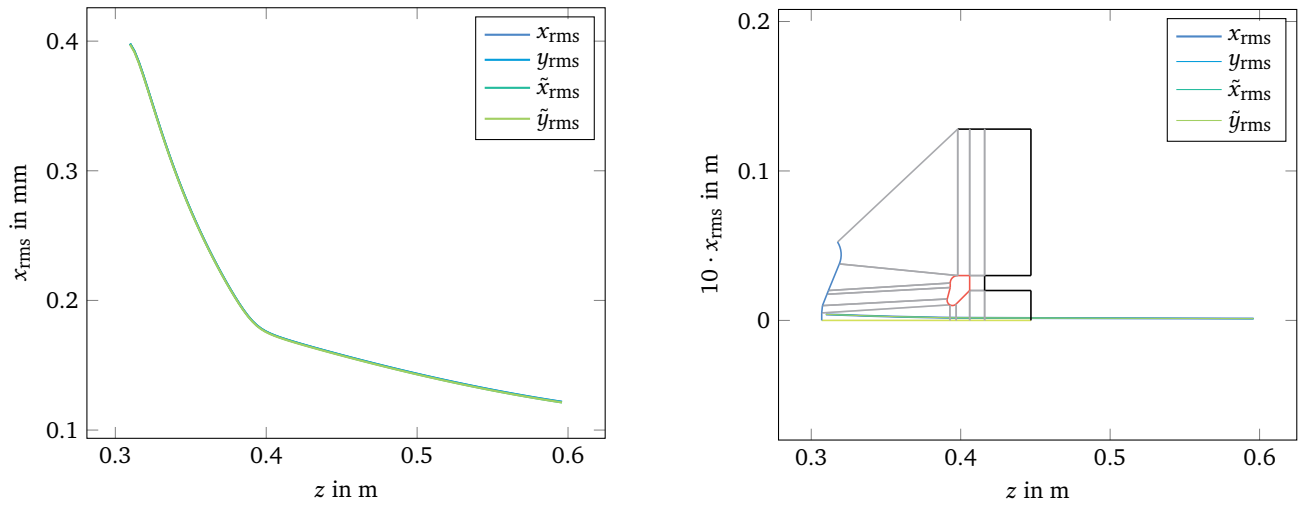 0.4
0.3
0.2
0.1
x_rms in mm
0.3 0.4 0.5 0.6
z in m
x_rms
y_rms
x̃_rms
ỹ_rms
0.2
0.1
0
10 · x_rms in m
0.3 0.4 0.5 0.6
z in m
x_rms
y_rms
x̃_rms
ỹ_rms